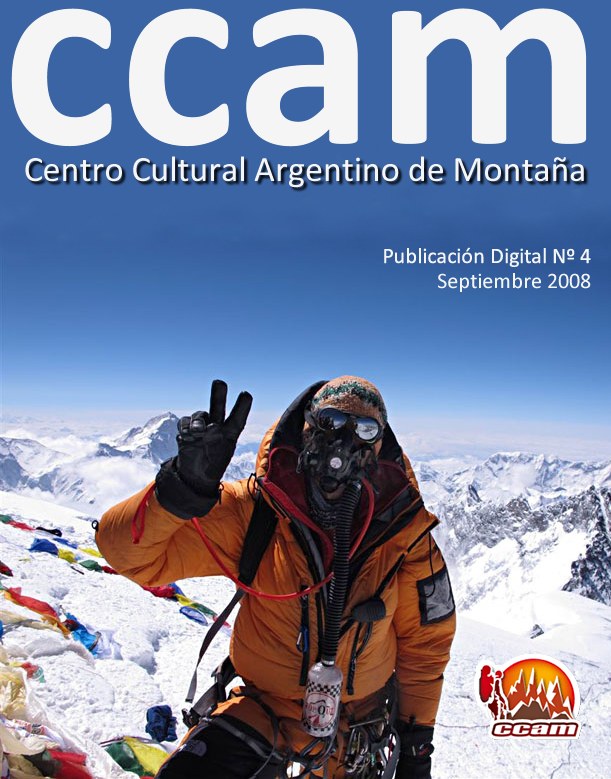 ccam
Centro Cultural Argentino de Montaña
Publicación Digital Nº 4
Septiembre 2008
ccam